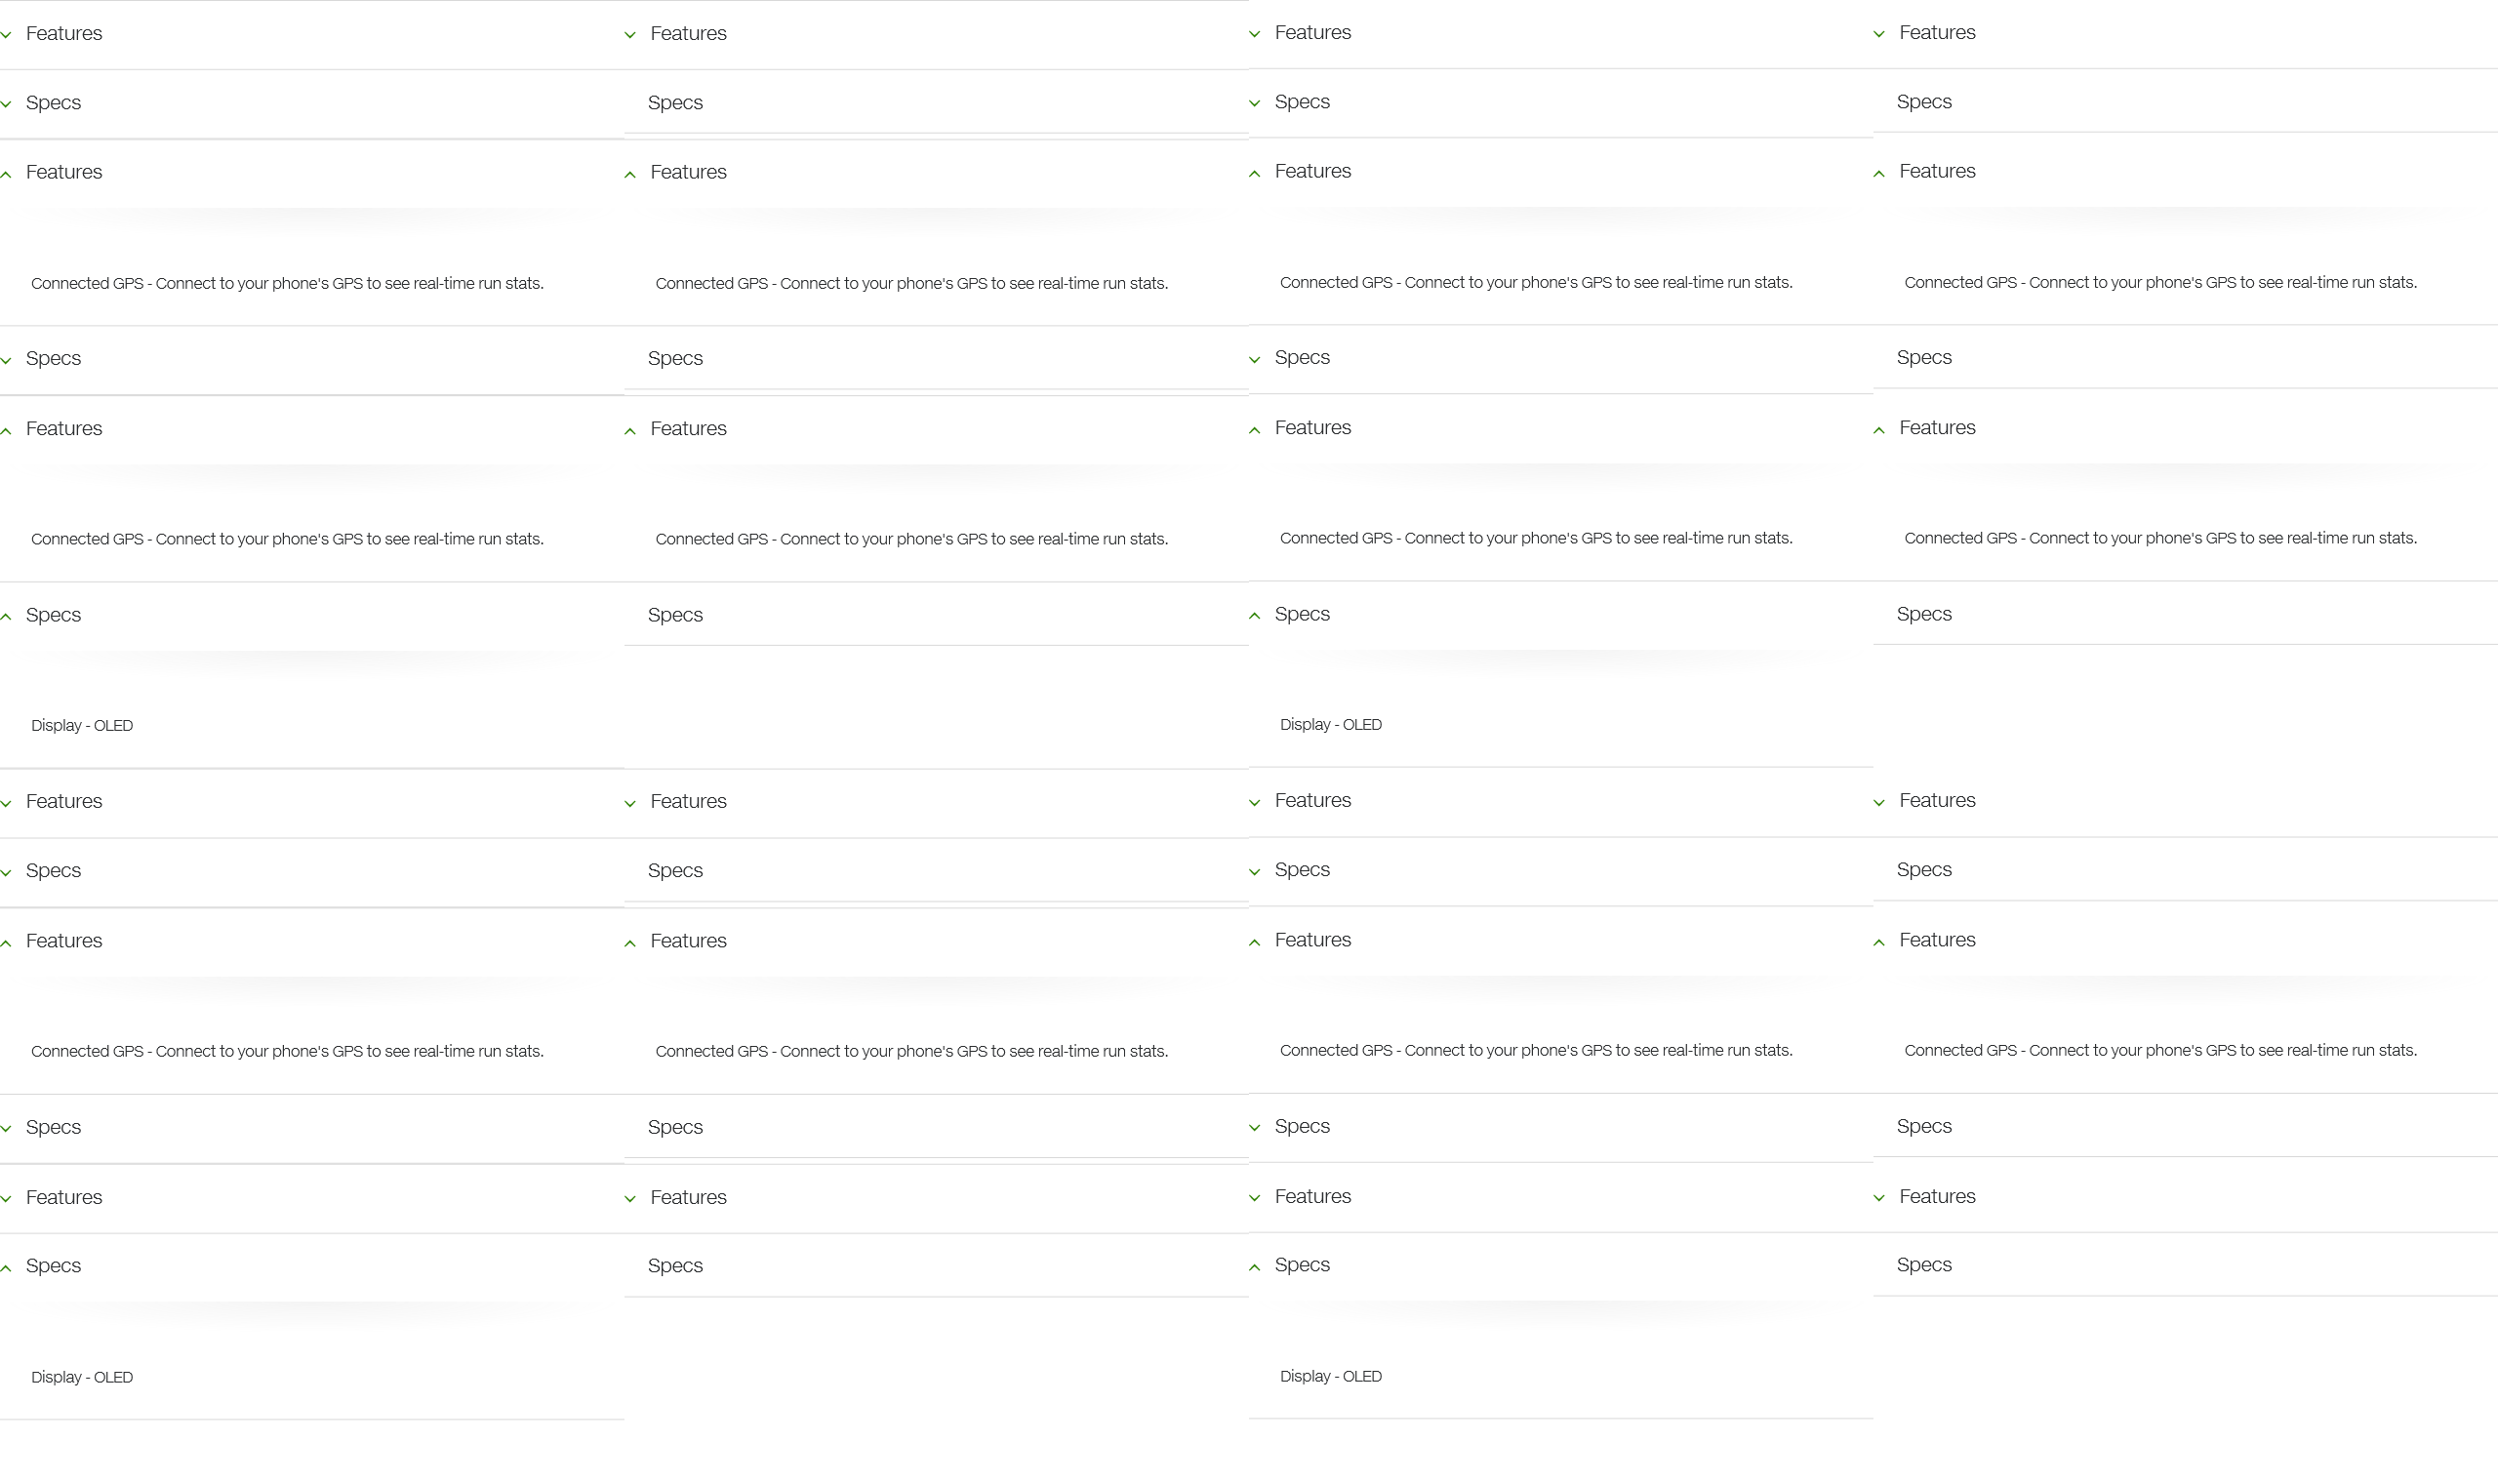 Features Features Features Features
Specs Specs Specs Specs
Features Features Features Features
Connected GPS - Connect to your phone's GPS to see real-time run stats. Connected GPS - Connect to your phone's GPS to see real-time run stats. Connected GPS - Connect to your phone's GPS to see real-time run stats. Connected GPS - Connect to your phone's GPS to see real-time run stats.
Specs Specs Specs Specs
Features Features Features Features
Connected GPS - Connect to your phone's GPS to see real-time run stats. Connected GPS - Connect to your phone's GPS to see real-time run stats. Connected GPS - Connect to your phone's GPS to see real-time run stats. Connected GPS - Connect to your phone's GPS to see real-time run stats.
Specs Specs Specs Specs
Display - OLED Display - OLED
Features Features Features Features
Specs Specs Specs Specs
Features Features Features Features
Connected GPS - Connect to your phone's GPS to see real-time run stats. Connected GPS - Connect to your phone's GPS to see real-time run stats. Connected GPS - Connect to your phone's GPS to see real-time run stats. Connected GPS - Connect to your phone's GPS to see real-time run stats.
Specs Specs Specs Specs
Features Features Features Features
Specs Specs Specs Specs
Display - OLED Display - OLED